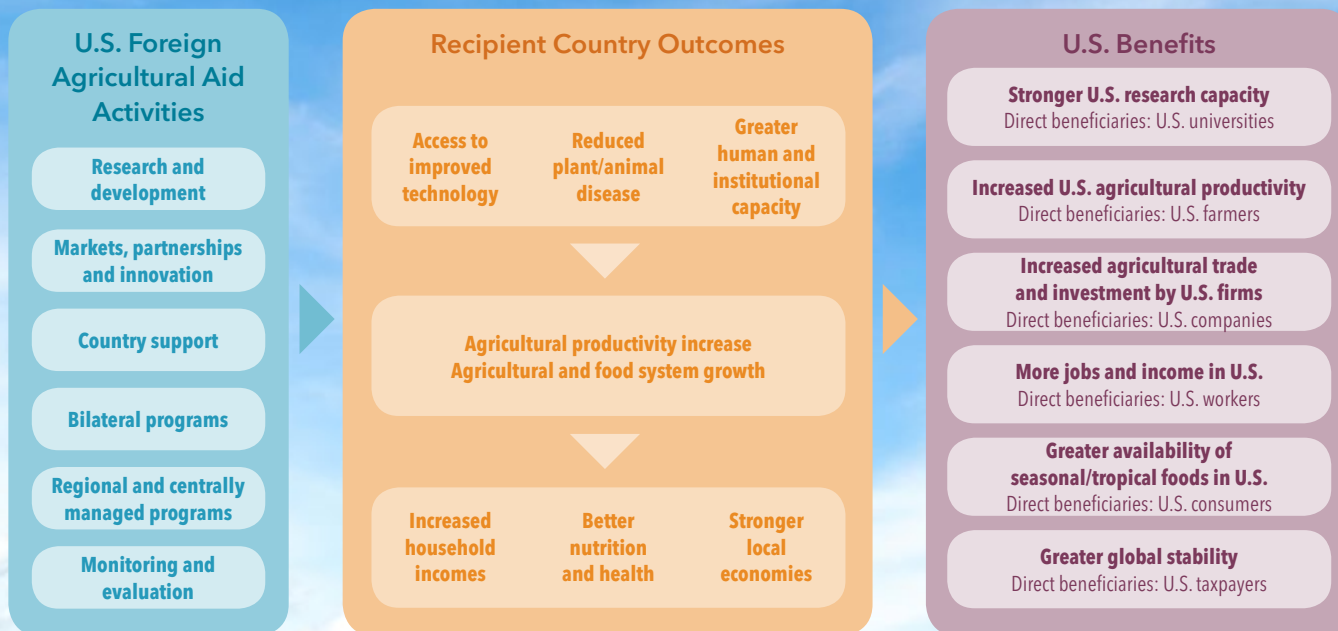 U.S. Foreign
Agricultural Aid
Activities
Research and
development
Markets, partnerships
and innovation
Country support
Bilateral programs
Regional and centrally
managed programs
Monitoring and
evaluation
Recipient Country Outcomes
Access to
improved
technology
Reduced
plant/animal
disease
Greater
human and
institutional
capacity
Agricultural productivity increase
Agricultural and food system growth
Increased
household
incomes
Better
nutrition
and health
Stronger
local
economies
U.S. Benefits
Stronger U.S. research capacity
Direct beneficiaries: U.S. universities
Increased U.S. agricultural productivity
Direct beneficiaries: U.S. farmers
Increased agricultural trade
and investment by U.S. firms
Direct beneficiaries: U.S. companies
More jobs and income in U.S.
Direct beneficiaries: U.S. workers
Greater availability of
seasonal/tropical foods in U.S.
Direct beneficiaries: U.S. consumers
Greater global stability
Direct beneficiaries: U.S. taxpayers